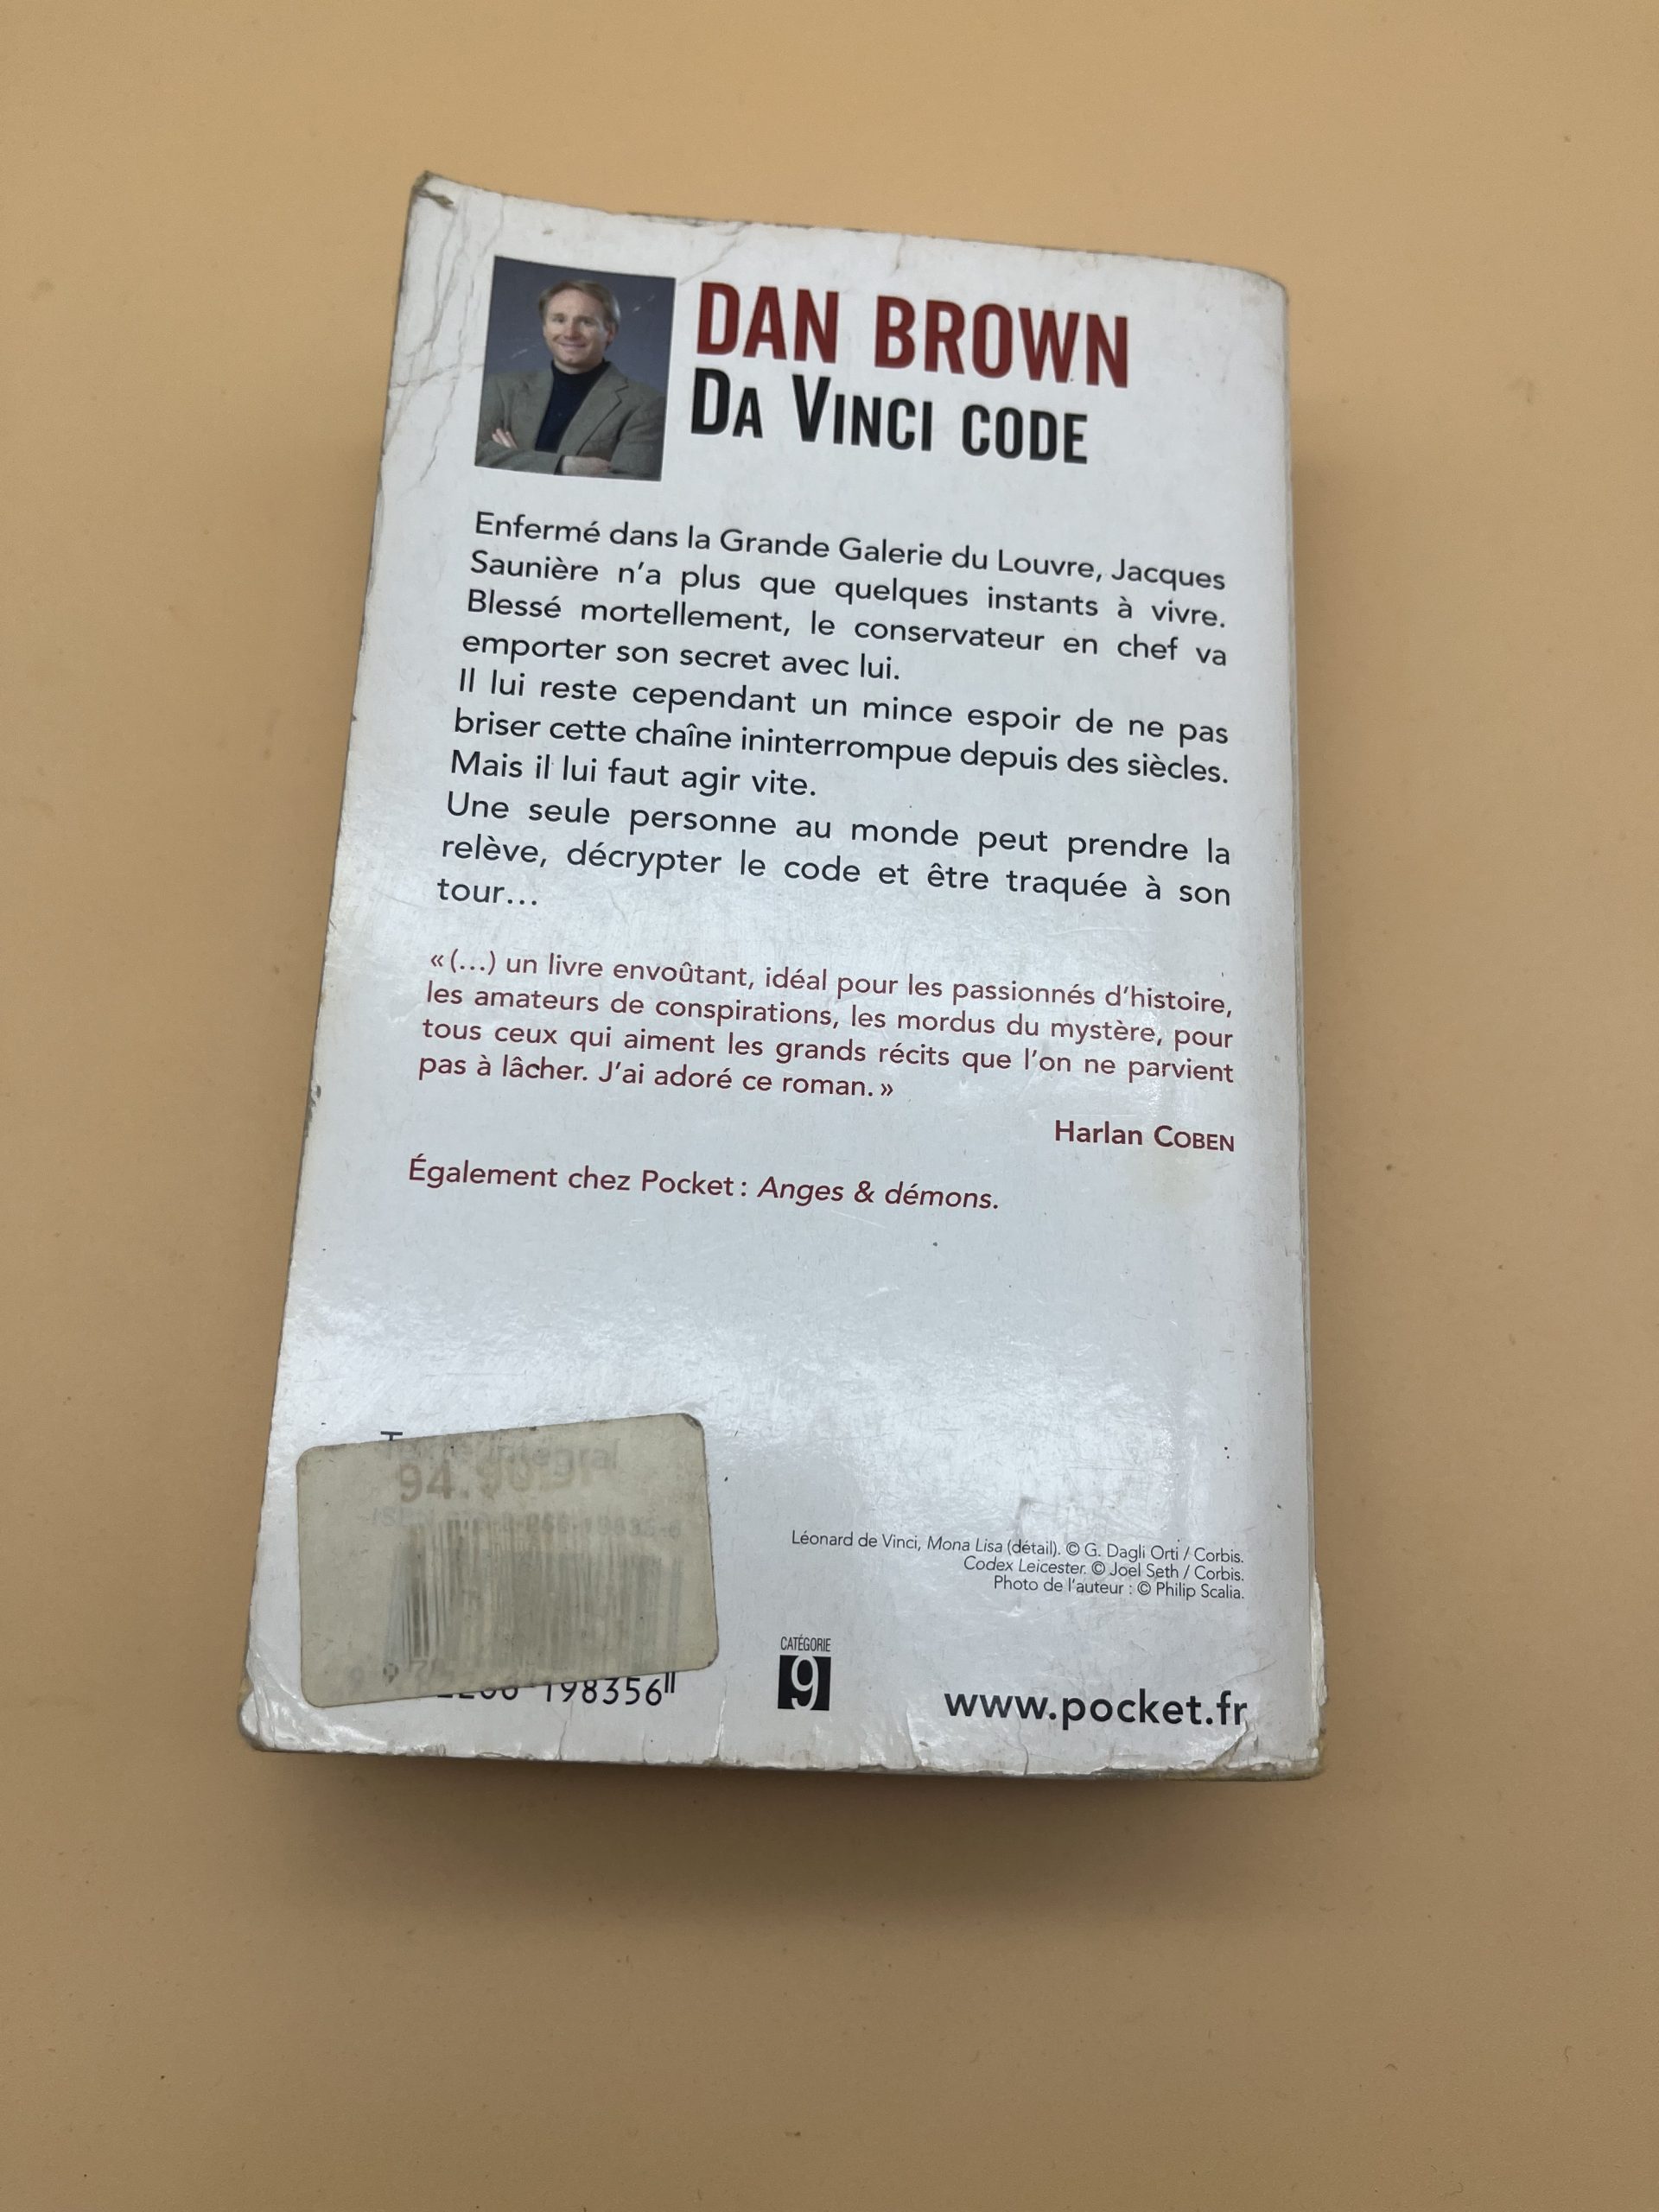 DAN BROWN
DA VINCI CODE
Enfermé dans la Grande Galerie du Louvre, Jacques
Saunière n'a plus que quelques instants à vivre.
Blessé mortellement, le conservateur en chef va
emporter son secret avec lui.
Il lui reste cependant un mince espoir de ne pas
briser cette chaîne ininterrompue depuis des siècles.
Mais il lui faut agir vite.
Une seule personne au monde peut prendre la
relève, décrypter le code et être traquée à son
tour...
« (...) un livre envoûtant, idéal pour les passionnés d'histoire,
les amateurs de conspirations, les mordus du mystère, pour
tous ceux qui aiment les grands récits que l'on ne parvient
pas à lâcher. J'ai adoré ce roman. »
Harlan COBEN
Également chez Pocket : Anges & démons.
Léonard de Vinci, Mona Lisa (détail). © G. Dagli Orti / Corbis.
Codex Leicester. © Joel Seth / Corbis.
Photo de l'auteur : © Philip Scalia.
198356
CATÉGORIE
9
www.pocket.fr